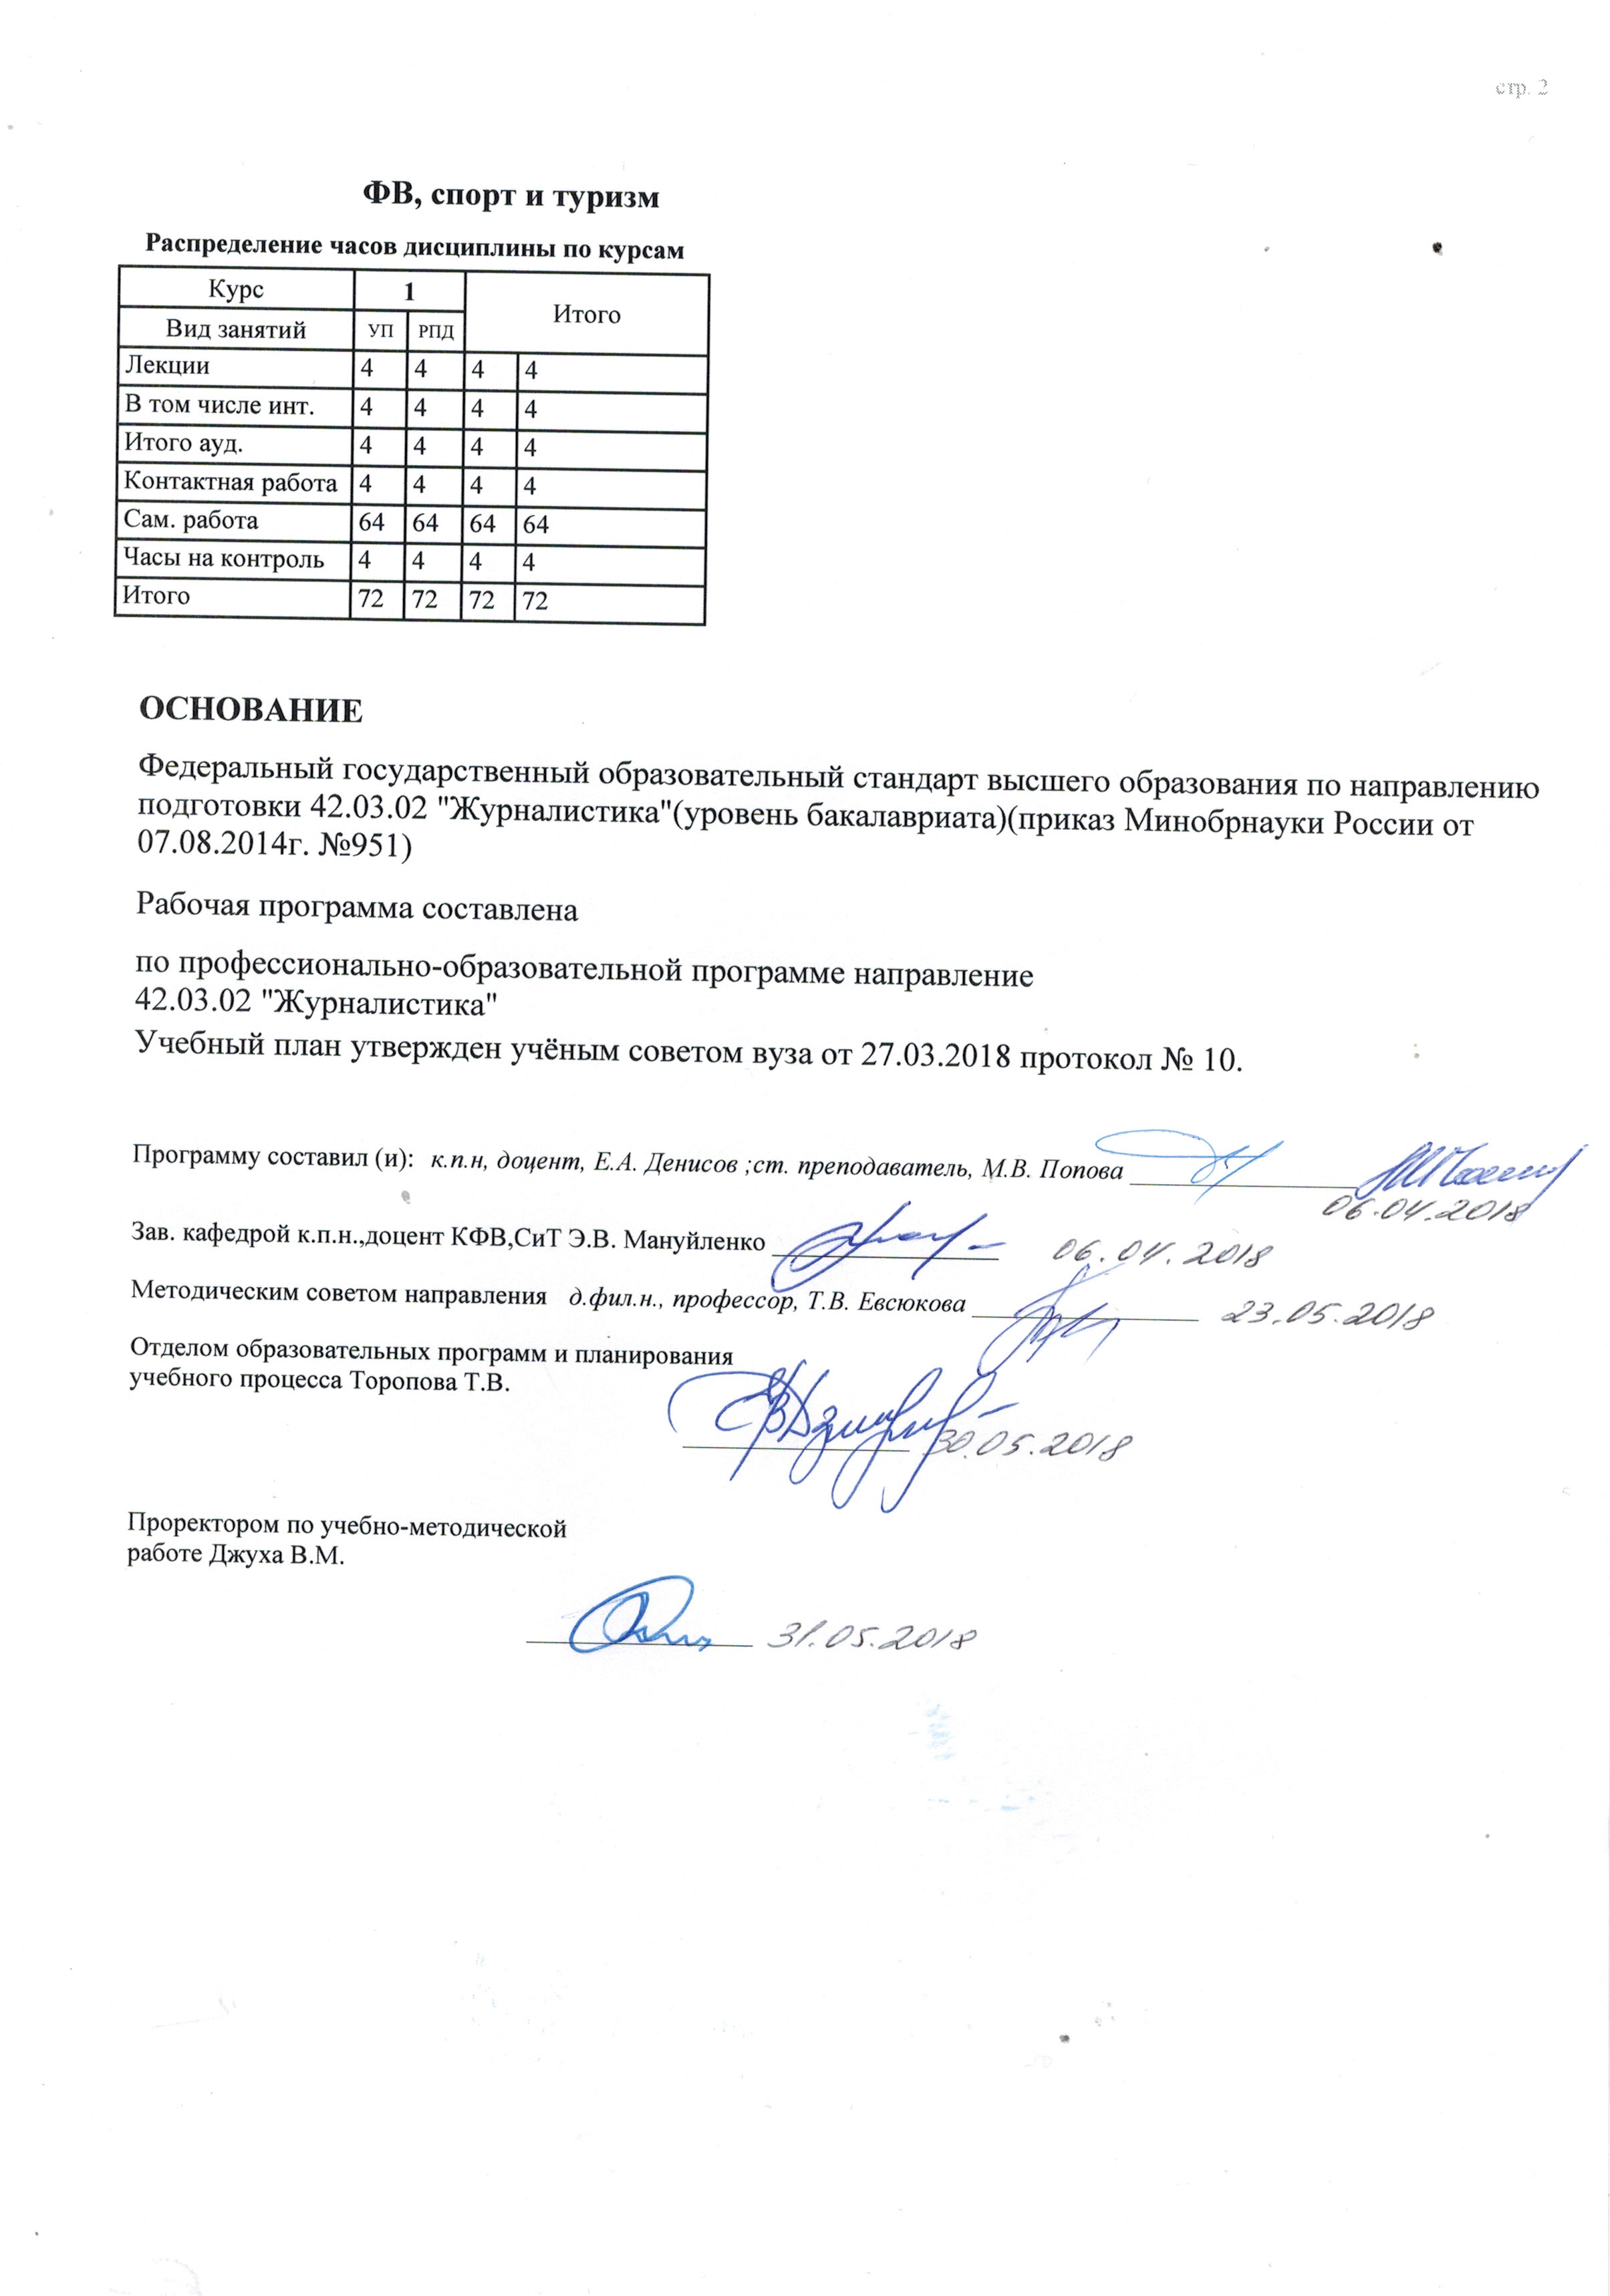 стр. 2
ФВ, спорт и туризм
Распределение часов дисциплины по курсам
Курс 1 Итого
Вид занятий УП РПД
Лекции 4 4 4 4
В том числе инт. 4 4 4 4
Итого ауд. 4 4 4 4
Контактная работа 4 4 4 4
Сам. работа 64 64 64 64
Часы на контроль 4 4 4 4
Итого 72 72 72 72
ОСНОВАНИЕ
Федеральный государственный образовательный стандарт высшего образования по направлению
подготовки 42.03.02 "Журналистика"(уровень бакалавриата)(приказ Минобрнауки России от
07.08.2014г. №951)
Рабочая программа составлена
по профессионально-образовательной программе направление
42.03.02 "Журналистика"
Учебный план утвержден учёным советом вуза от 27.03.2018 протокол № 10.
Программу составил (и): к.п.н, доцент, Е.А. Денисов ;ст. преподаватель, М.В. Попова
06.04.2018
Зав. кафедрой к.п.н.,доцент КФВ,СиТ Э.В. Мануйленко 06.04.2018
Методическим советом направления д.фил.н., профессор, Т.В. Евсюкова 23.05.2018
Отделом образовательных программ и планирования
учебного процесса Торопова Т.В.
30.05.2018
Проректором по учебно-методической
работе Джуха В.М.
31.05.2018